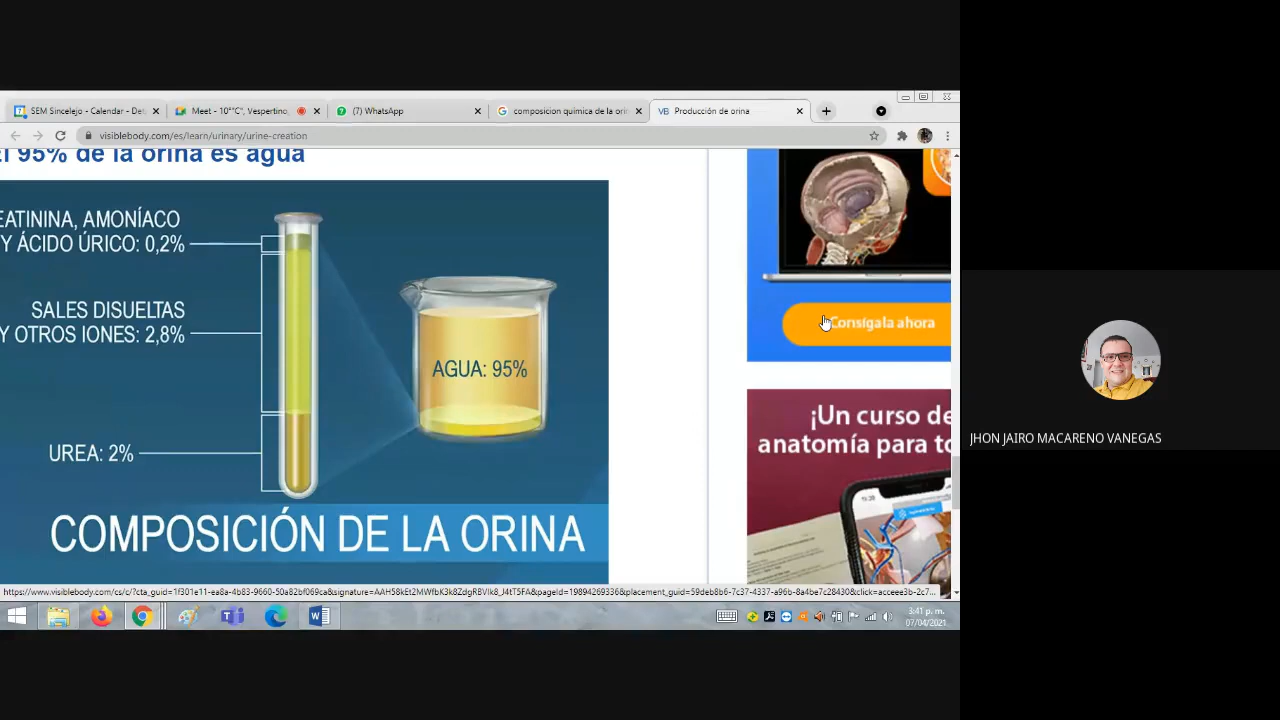 SEM Sincelejo - Calendar - Det
Meet - 10°"C", Vespertino,
(7) WhatsApp
composicion quimica de la orin
VB Producción de orina
visiblebody.com/es/learn/urinary/urine-creation
El 95% de la orina es agua
EATININA, AMONÍACO
Y ÁCIDO ÚRICO: 0,2%
SALES DISUELTAS
Y OTROS IONES: 2,8%
AGUA: 95%
UREA: 2%
COMPOSICIÓN DE LA ORINA
Consígala ahora
¡Un curso de
anatomía para to
JHON JAIRO MACARENO VANEGAS
3:41 p. m.
07/04/2021